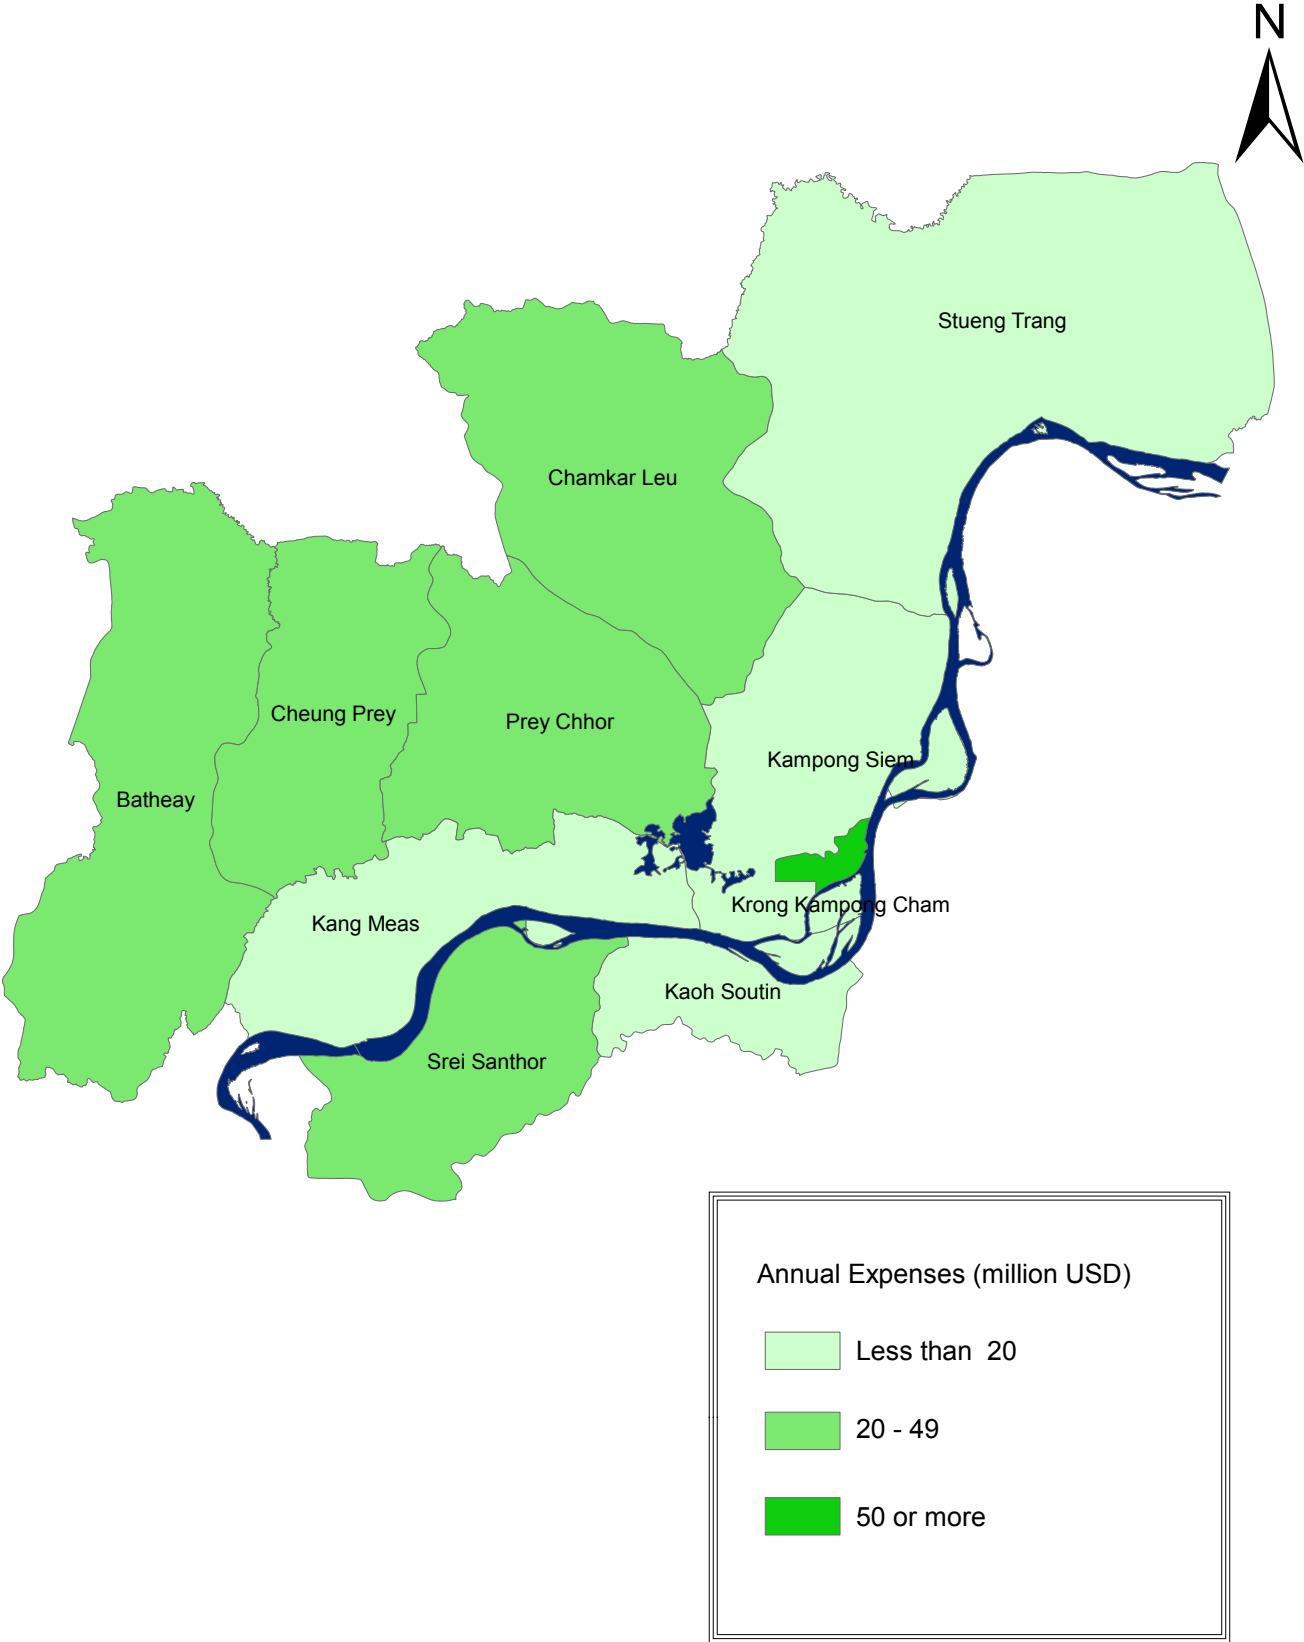 N
Stueng Trang
Chamkar Leu
Cheung Prey
Prey Chhor
Kampong Siem
Batheay
Krong Kampong Cham
Kang Meas
Kaoh Soutin
Srei Santhor
Annual Expenses (million USD)
Less than  20
20 - 49
50 or more